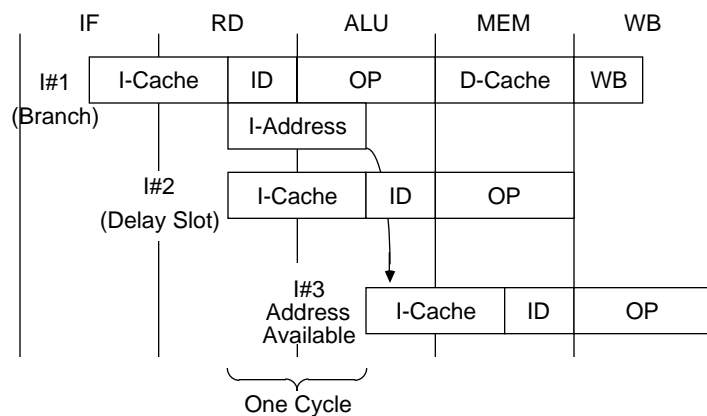 IF RD ALU MEM WB
I#1
(Branch)
I-Cache ID OP D-Cache WB
I-Address
I#2
(Delay Slot)
I-Cache ID OP
I#3
Address
Available
I-Cache ID OP
One Cycle